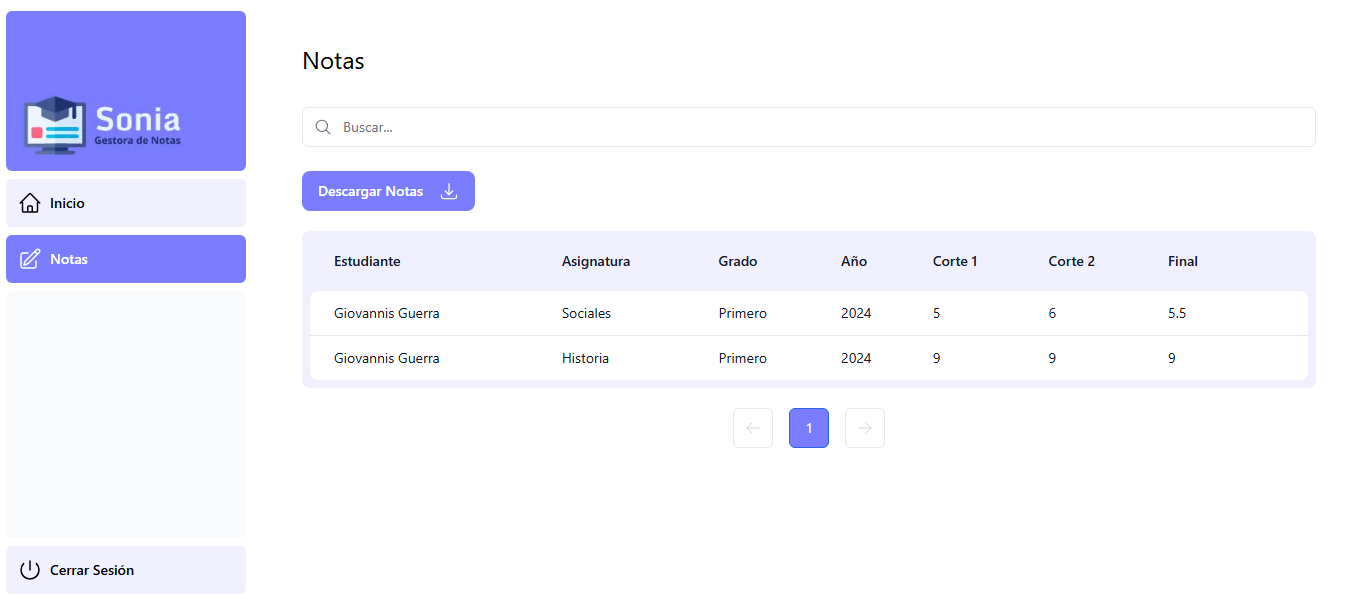 Sonia
Gestora de Notas
Inicio
Notas
Cerrar Sesión
Notas
Buscar...
Descargar Notas
Estudiante Asignatura Grado Año Corte 1 Corte 2 Final
Giovannis Guerra Sociales Primero 2024 5 6 5.5
Giovannis Guerra Historia Primero 2024 9 9 9
1